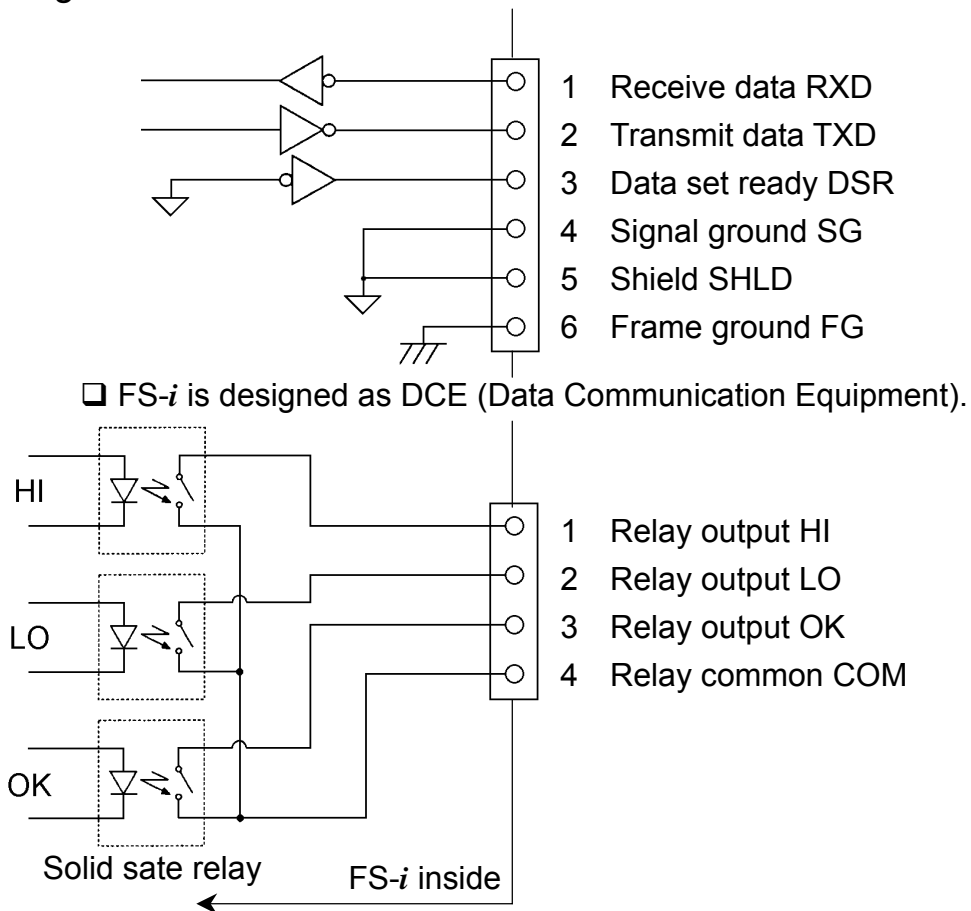 1 Receive data RXD
2 Transmit data TXD
3 Data set ready DSR
4 Signal ground SG
5 Shield SHLD
6 Frame ground FG
❑ FS-i is designed as DCE (Data Communication Equipment).
HI
1 Relay output HI
2 Relay output LO
3 Relay output OK
LO
4 Relay common COM
OK
Solid sate relay
FS-i inside